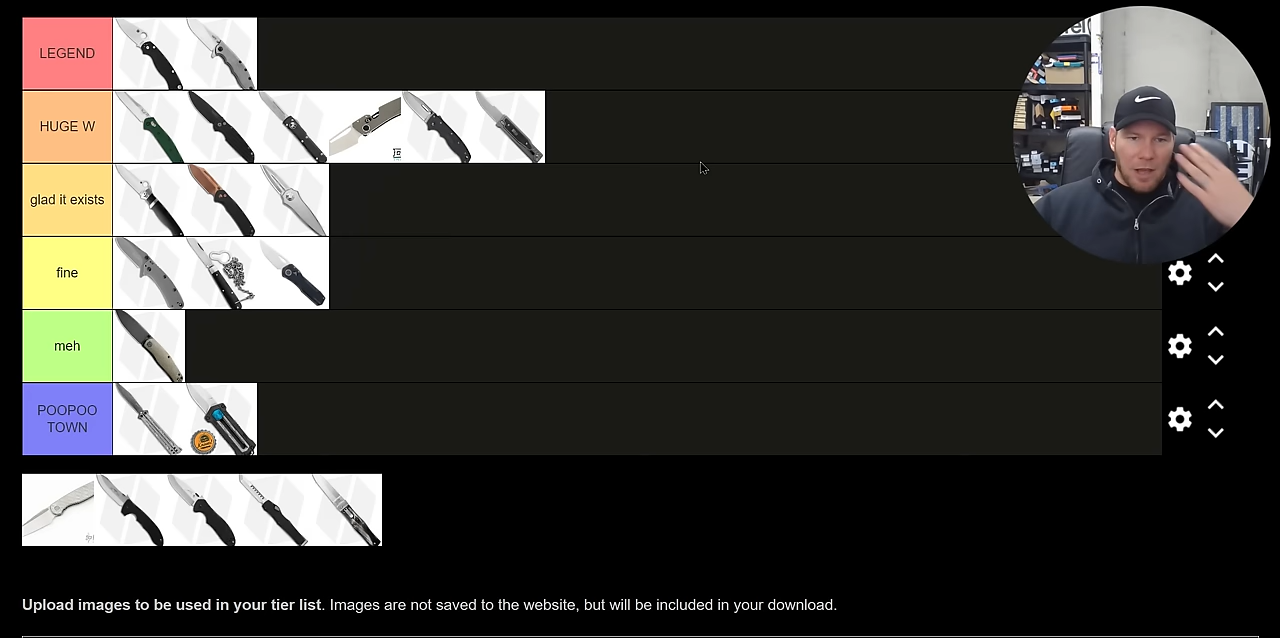 LEGEND
HUGE W
glad it exists
fine
meh
POOPOO
TOWN
Upload images to be used in your tier list. Images are not saved to the website, but will be included in your download.